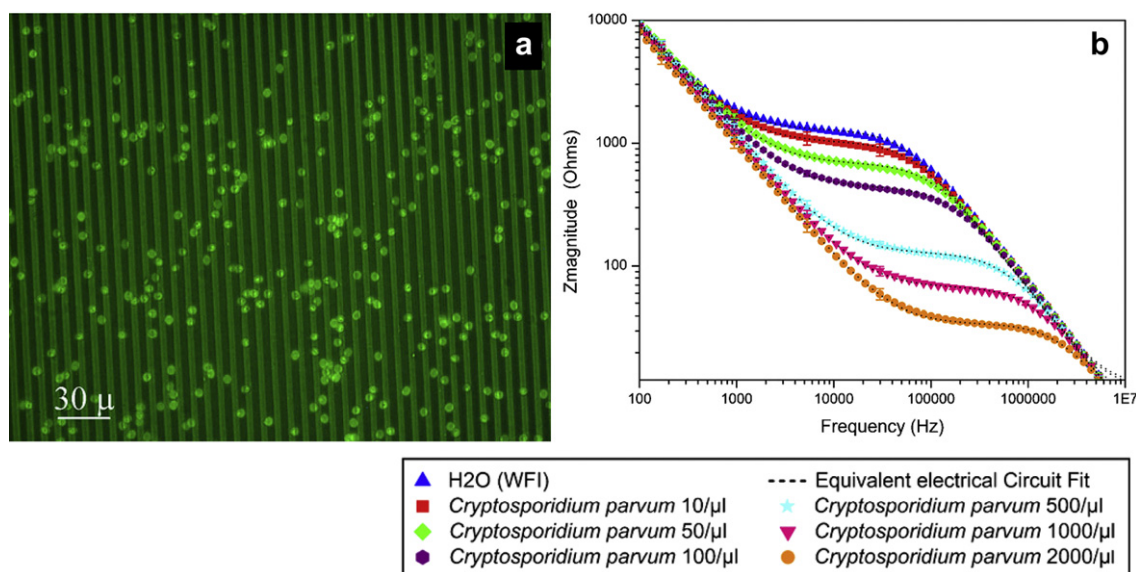 a
30 μ
b
Zmagnitude (Ohms)
10000
1000
100
100 1000 10000 100000 1000000 1E7
Frequency (Hz)
H2O (WFI)
Cryptosporidium parvum 10/μl
Cryptosporidium parvum 50/μl
Cryptosporidium parvum 100/μl
Equivalent electrical Circuit Fit
Cryptosporidium parvum 500/μl
Cryptosporidium parvum 1000/μl
Cryptosporidium parvum 2000/μl